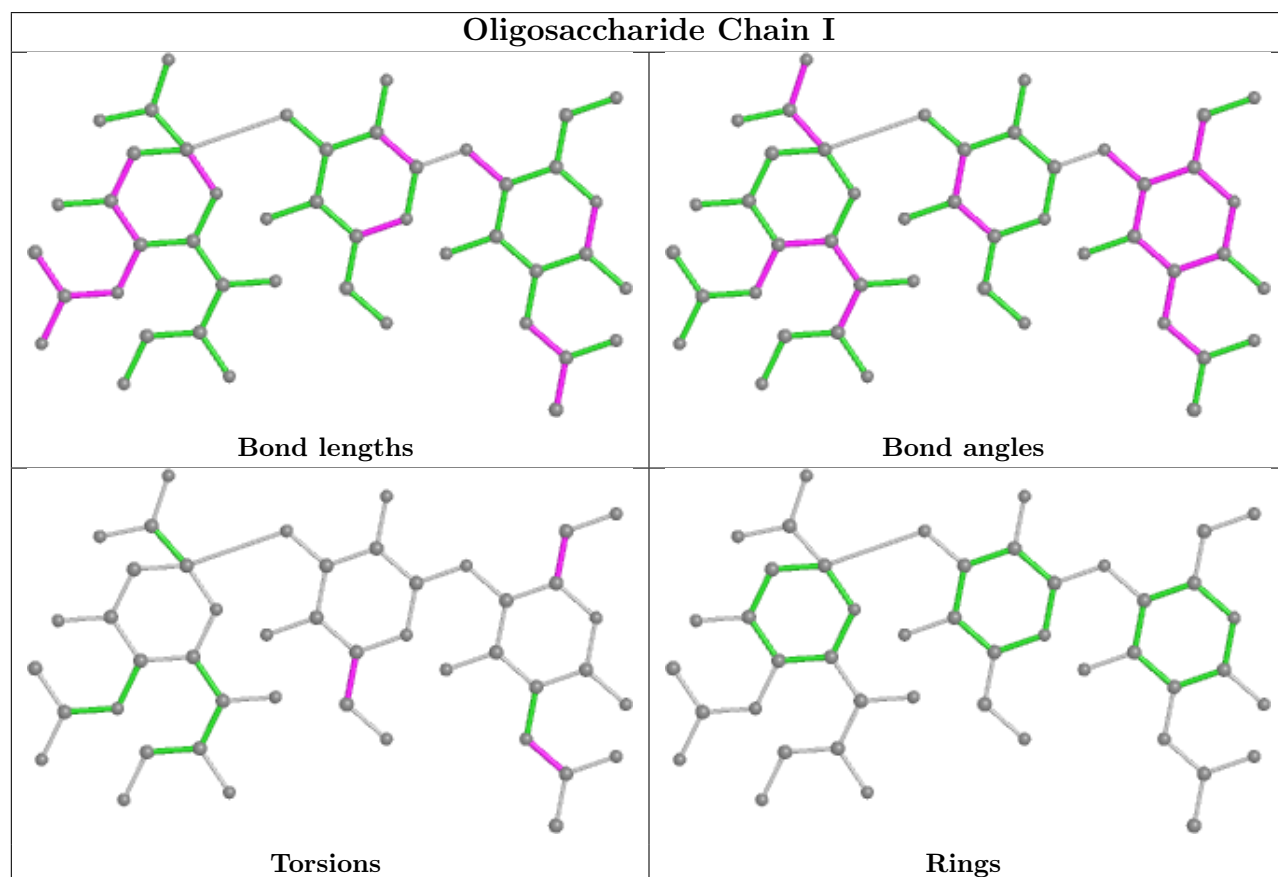 Oligosaccharide Chain I
Bond lengths
Bond angles
Torsions
Rings